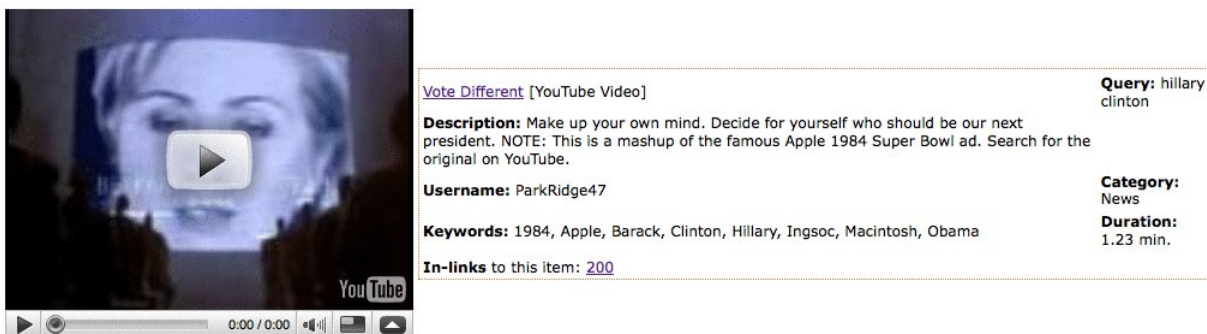 Vote Different [YouTube Video]
Query: hillary
clinton
Description: Make up your own mind. Decide for yourself who should be our next
president. NOTE: This is a mashup of the famous Apple 1984 Super Bowl ad. Search for the
original on YouTube.
Username: ParkRidge47
Category:
News
Keywords: 1984, Apple, Barack, Clinton, Hillary, Ingsoc, Macintosh, Obama
Duration:
1.23 min.
In-links to this item: 200
YouTube
0:00 / 0:00